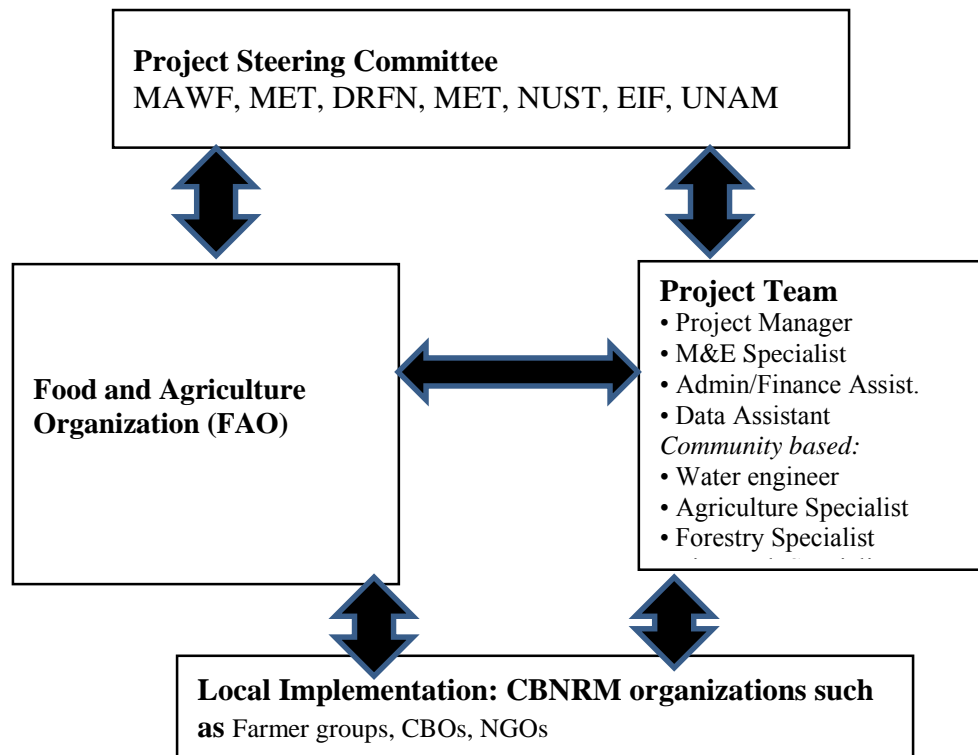 Project Steering Committee
MAWF, MET, DRFN, MET, NUST, EIF, UNAM
Food and Agriculture
Organization (FAO)
Project Team
• Project Manager
• M&E Specialist
• Admin/Finance Assist.
• Data Assistant
Community based:
• Water engineer
• Agriculture Specialist
• Forestry Specialist
Local Implementation: CBNRM organizations such
as Farmer groups, CBOs, NGOs